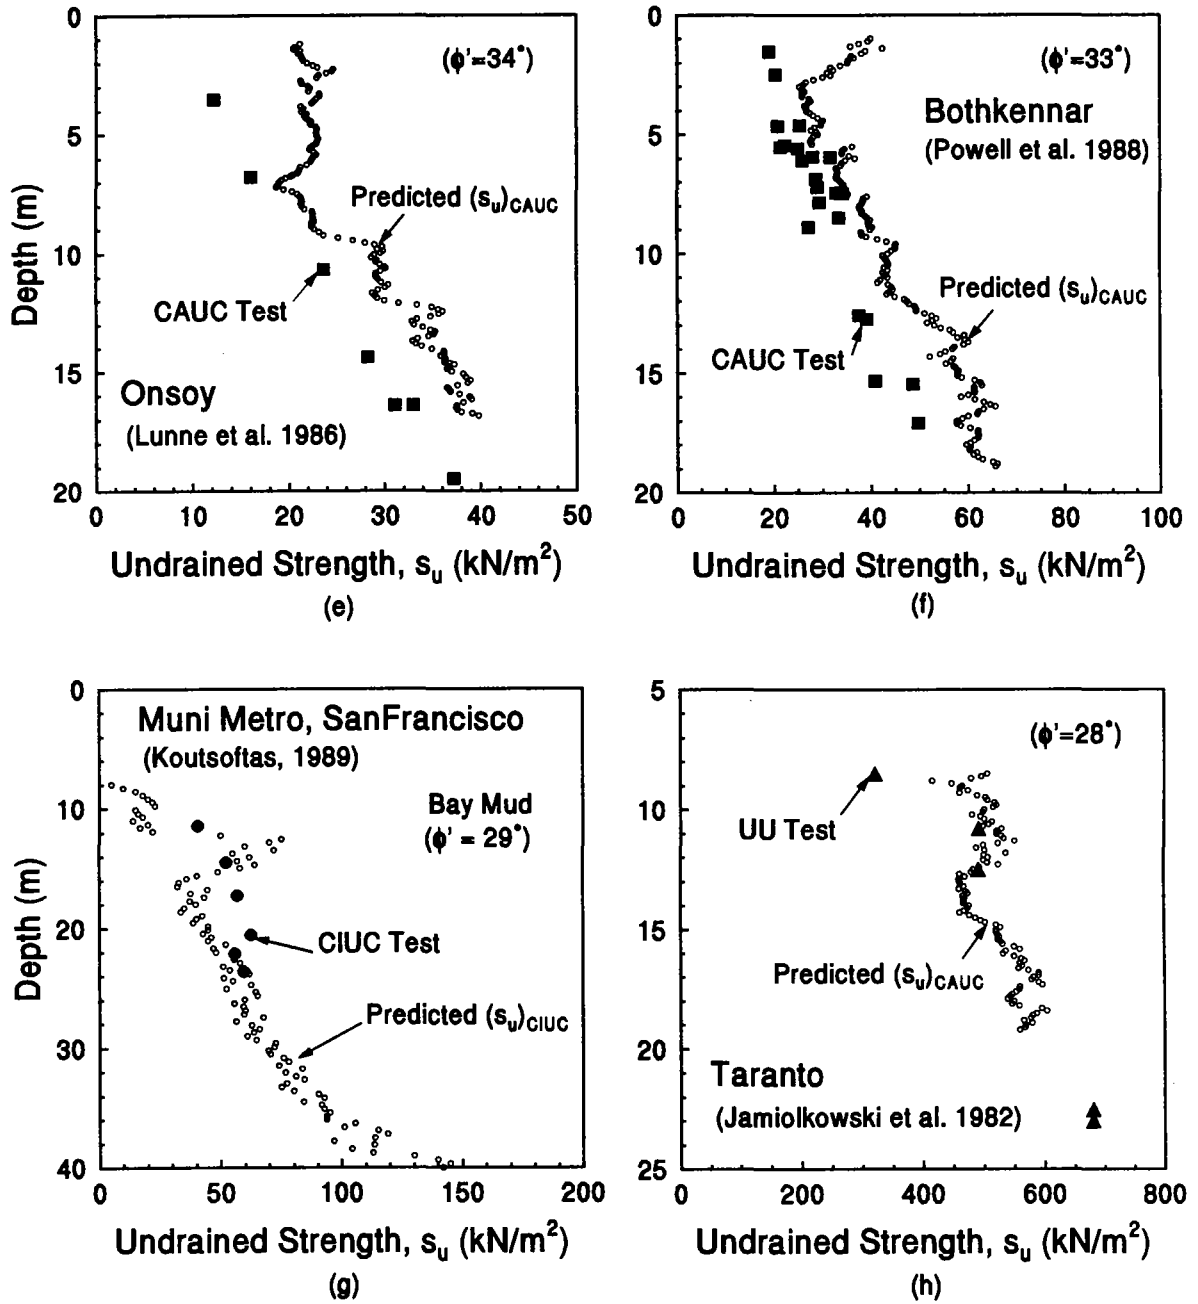 0
5
10
15
20
Depth (m)
(ϕ'=34°)
Predicted (su)CAUC
CAUC Test
Onsoy
(Lunne et al. 1986)
0 10 20 30 40 50
Undrained Strength, su (kN/m²)
(e)
0
5
10
15
20
(ϕ'=33°)
Bothkennar
(Powell et al. 1988)
Predicted (su)CAUC
CAUC Test
0 20 40 60 80 100
Undrained Strength, su (kN/m²)
(f)
0
10
20
30
40
Depth (m)
Muni Metro, SanFrancisco
(Koutsoftas, 1989)
Bay Mud
(ϕ' = 29°)
CIUC Test
Predicted (su)CIUC
0 50 100 150 200
Undrained Strength, su (kN/m²)
(g)
5
10
15
20
25
(ϕ'=28°)
UU Test
Predicted (su)CAUC
Taranto
(Jamiolkowski et al. 1982)
0 200 400 600 800
Undrained Strength, su (kN/m²)
(h)